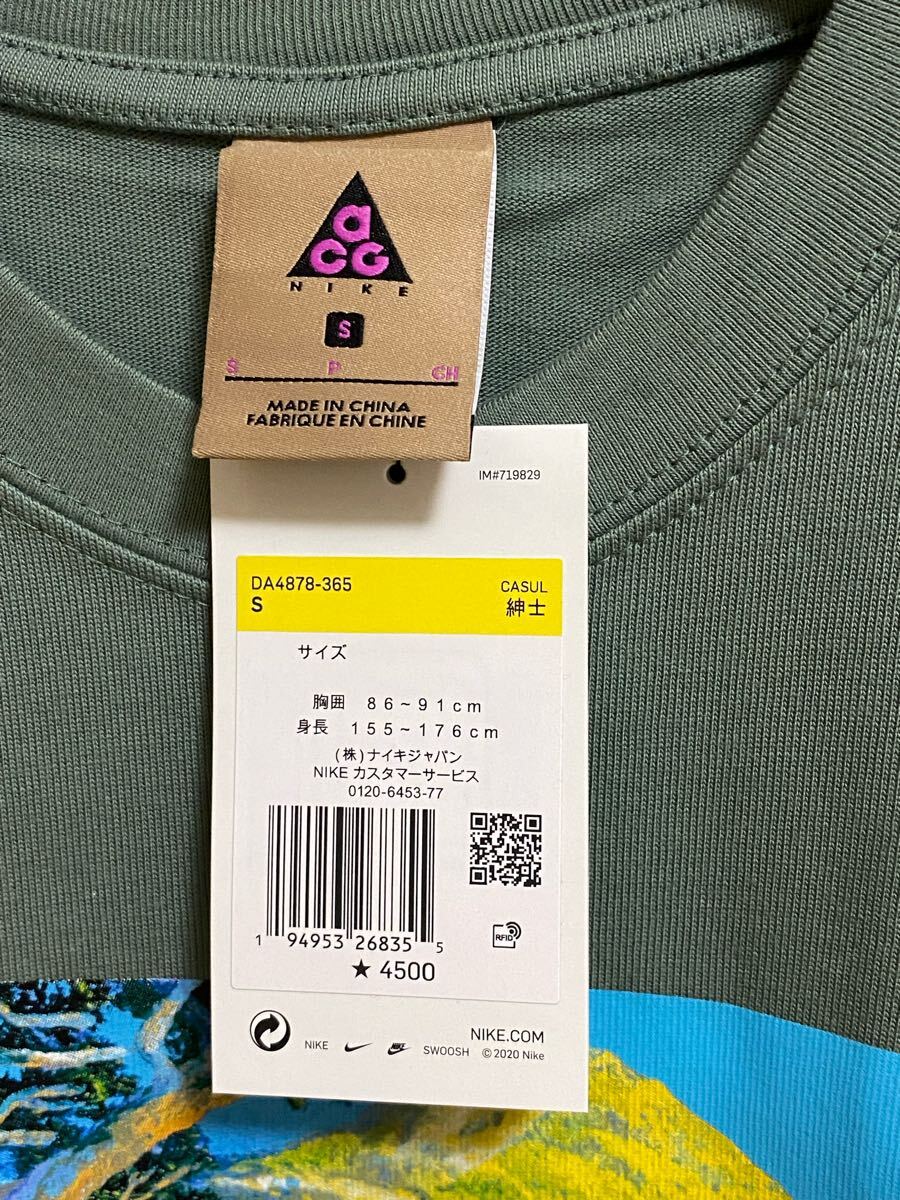 aCG
NIKE
S
S P CH
MADE IN CHINA
FABRIQUE EN CHINE
IM#719829
DA4878-365 CASUL
S 紳士
サイズ
胸囲 86~91cm
身長 155~176cm
(株)ナイキジャパン
NIKE カスタマーサービス
0120-6453-77
RFID
1 94953 26835 5
★ 4500
NIKE.COM
NIKE NIKE SWOOSH ©2020 Nike